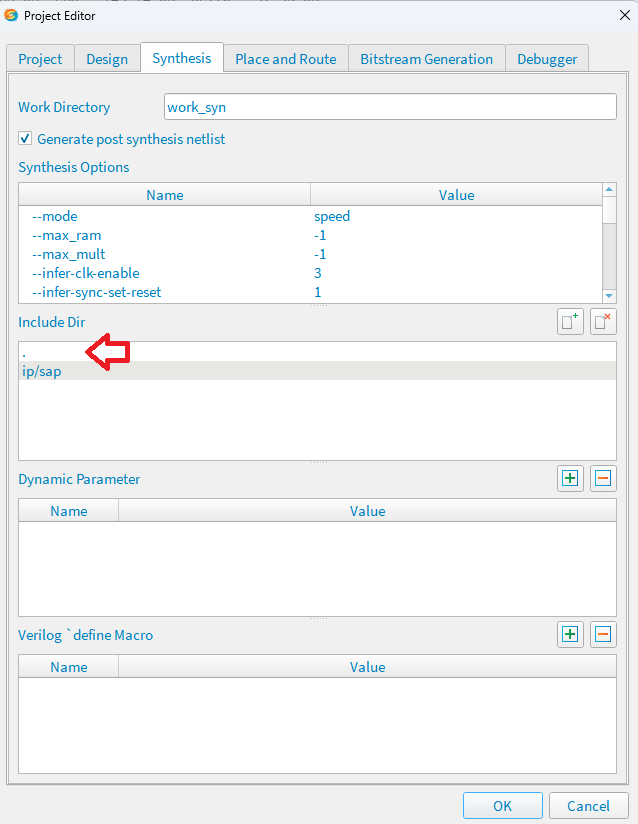 Project Editor
Project Design Synthesis Place and Route Bitstream Generation Debugger
Work Directory work_syn
Generate post synthesis netlist
Synthesis Options
Name Value
--mode speed
--max_ram -1
--max_mult -1
--infer-clk-enable 3
--infer-sync-set-reset 1
Include Dir
.
ip/sap
Dynamic Parameter
Name Value
Verilog `define Macro
Name Value
OK Cancel